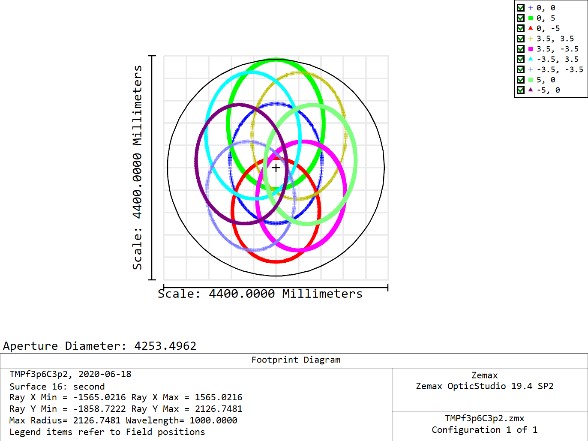 0, 0
0, 5
0, -5
3.5, 3.5
3.5, -3.5
-3.5, 3.5
-3.5, -3.5
5, 0
-5, 0
Scale: 4400.0000 Millimeters
Scale: 4400.0000 Millimeters
Aperture Diameter: 4253.4962
Footprint Diagram
TMPf3p6C3p2, 2020-06-18
Surface 16: second
Ray X Min = -1565.0216 Ray X Max = 1565.0216
Ray Y Min = -1858.7222 Ray Y Max = 2126.7481
Max Radius= 2126.7481 Wavelength= 1000.0000
Legend items refer to Field positions
Zemax
Zemax OpticStudio 19.4 SP2
TMPf3p6C3p2.zmx
Configuration 1 of 1